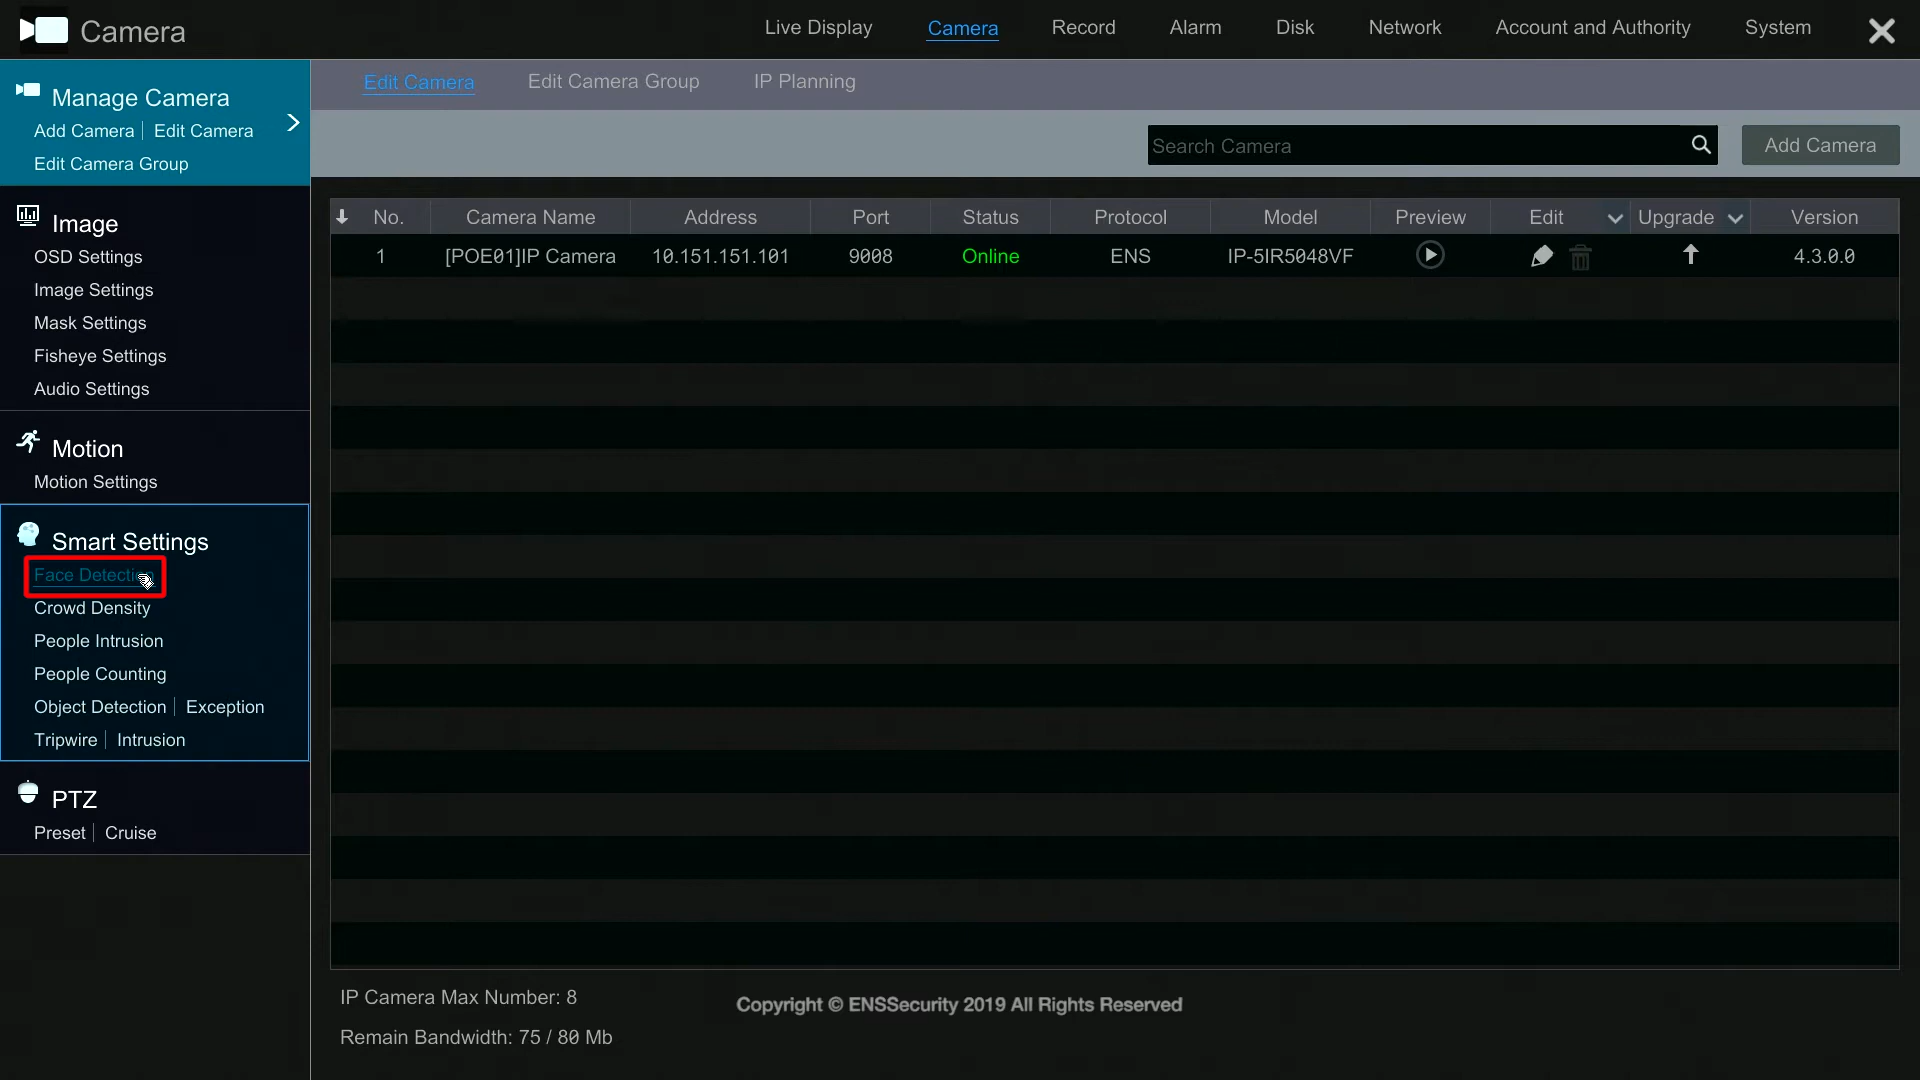 Camera
Live Display Camera Record Alarm Disk Network Account and Authority System
Manage Camera
Add Camera | Edit Camera
Edit Camera Group
Image
OSD Settings
Image Settings
Mask Settings
Fisheye Settings
Audio Settings
Motion
Motion Settings
Smart Settings
Face Detection
Crowd Density
People Intrusion
People Counting
Object Detection | Exception
Tripwire | Intrusion
PTZ
Preset | Cruise
Edit Camera Edit Camera Group IP Planning
Search Camera Add Camera
No. Camera Name Address Port Status Protocol Model Preview Edit Upgrade Version
1 [POE01]IP Camera 10.151.151.101 9008 Online ENS IP-5IR5048VF 4.3.0.0
IP Camera Max Number: 8
Copyright © ENSSecurity 2019 All Rights Reserved
Remain Bandwidth: 75 / 80 Mb